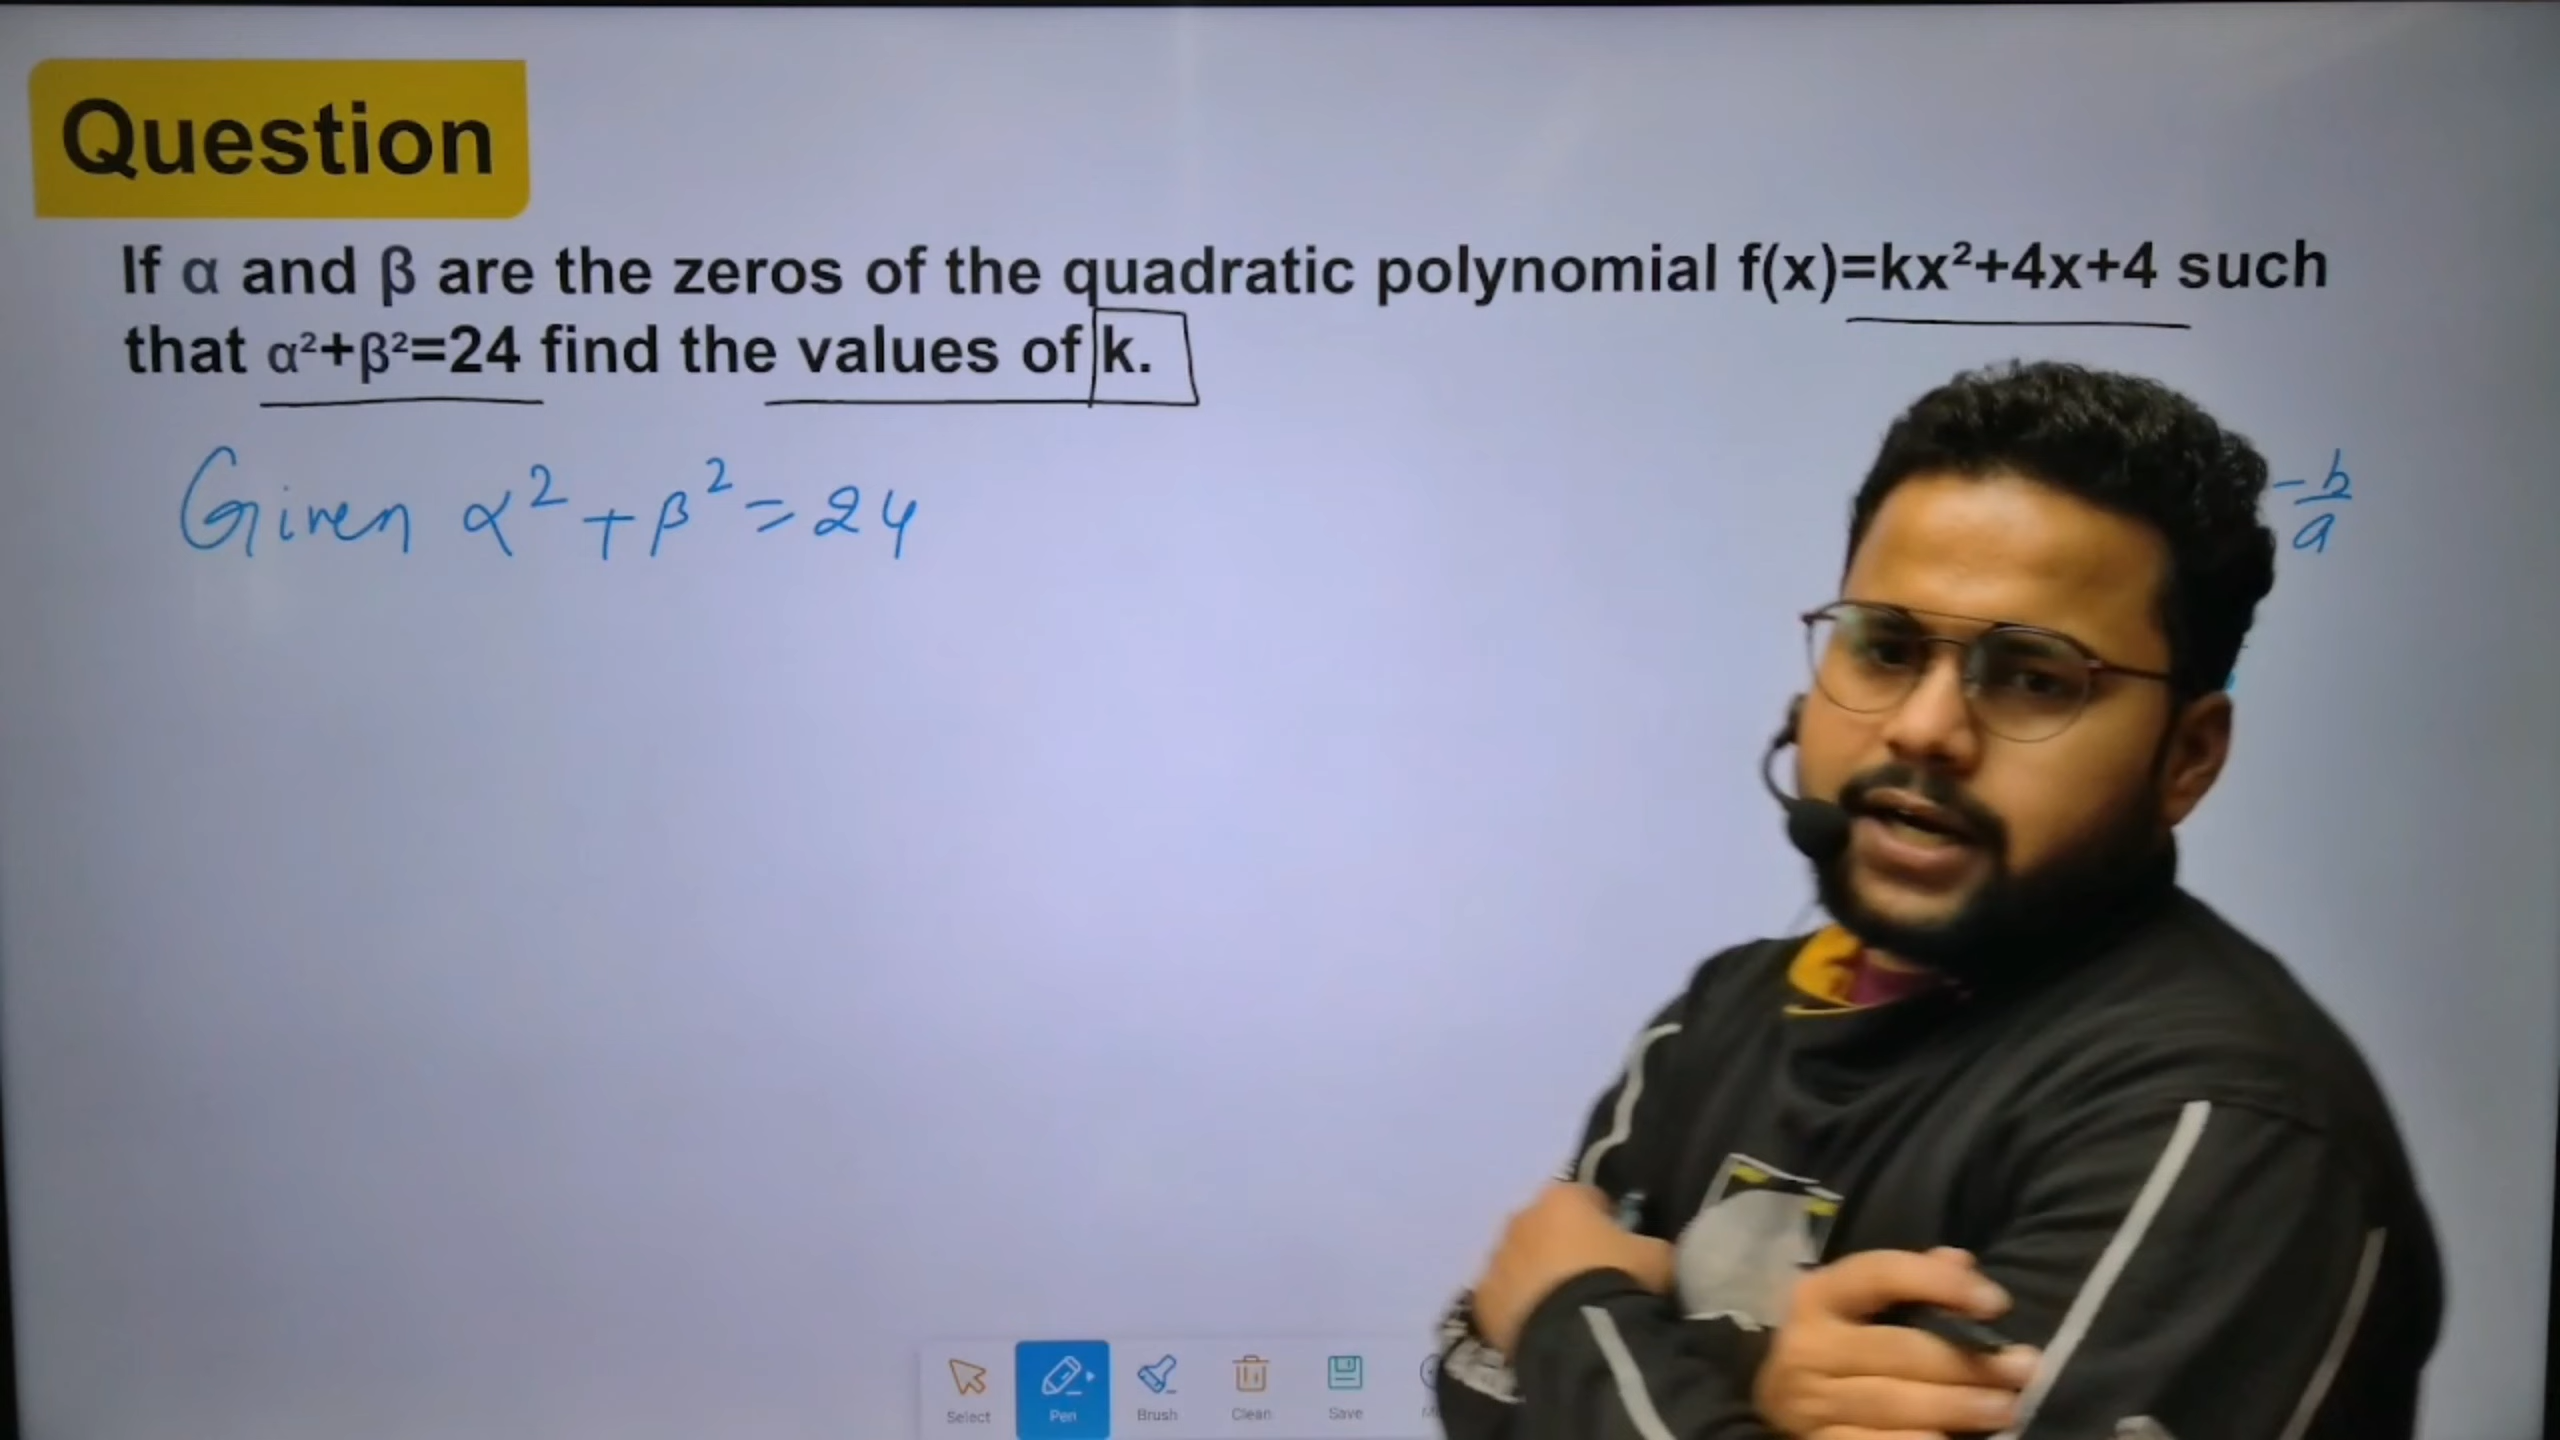 Question
If α and β are the zeros of the quadratic polynomial f(x)=kx²+4x+4 such
that α²+β²=24 find the values of k.
Given α² + β² = 24
-b/a
Select Pen Brush Clean Save